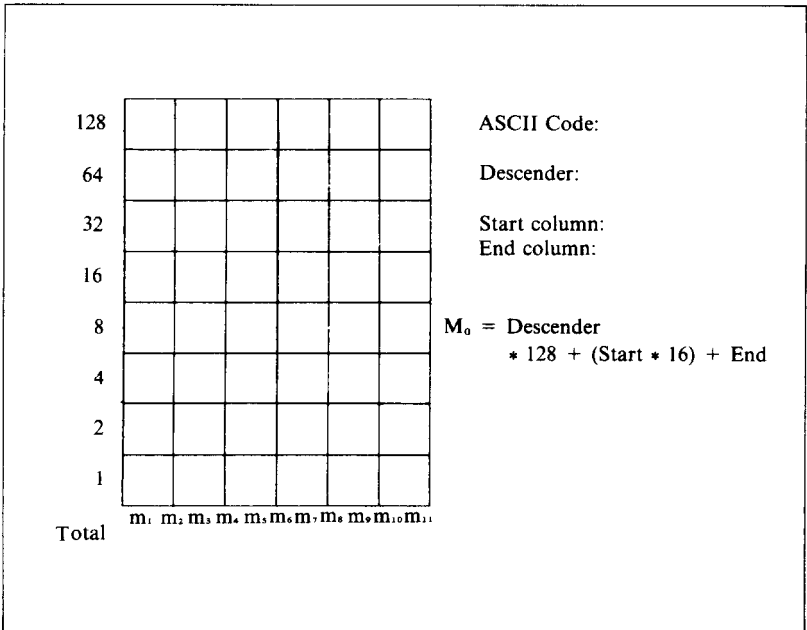 128
ASCII Code:
64
Descender:
32
Start column:
End column:
16
8
M₀ = Descender
* 128 + (Start * 16) + End
4
2
1
m₁ m₂ m₃ m₄ m₅ m₆ m₇ m₈ m₉ m₁₀ m₁₁
Total